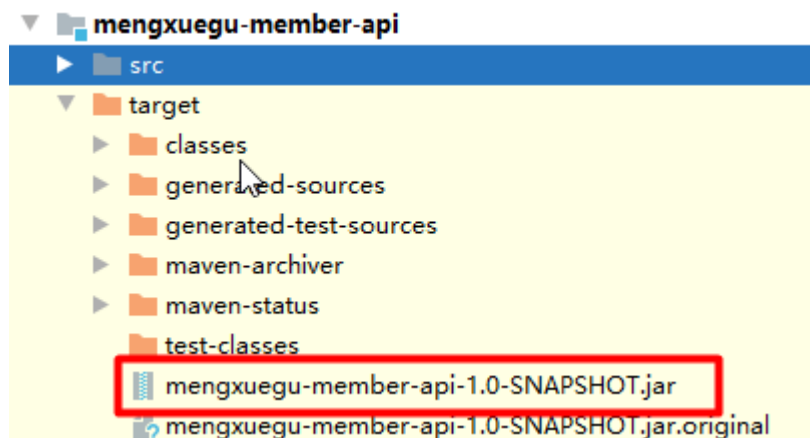 mengxuegu-member-api
src
target
classes
generated-sources
generated-test-sources
maven-archiver
maven-status
test-classes
mengxuegu-member-api-1.0-SNAPSHOT.jar
mengxuegu-member-api-1.0-SNAPSHOT.jar.original